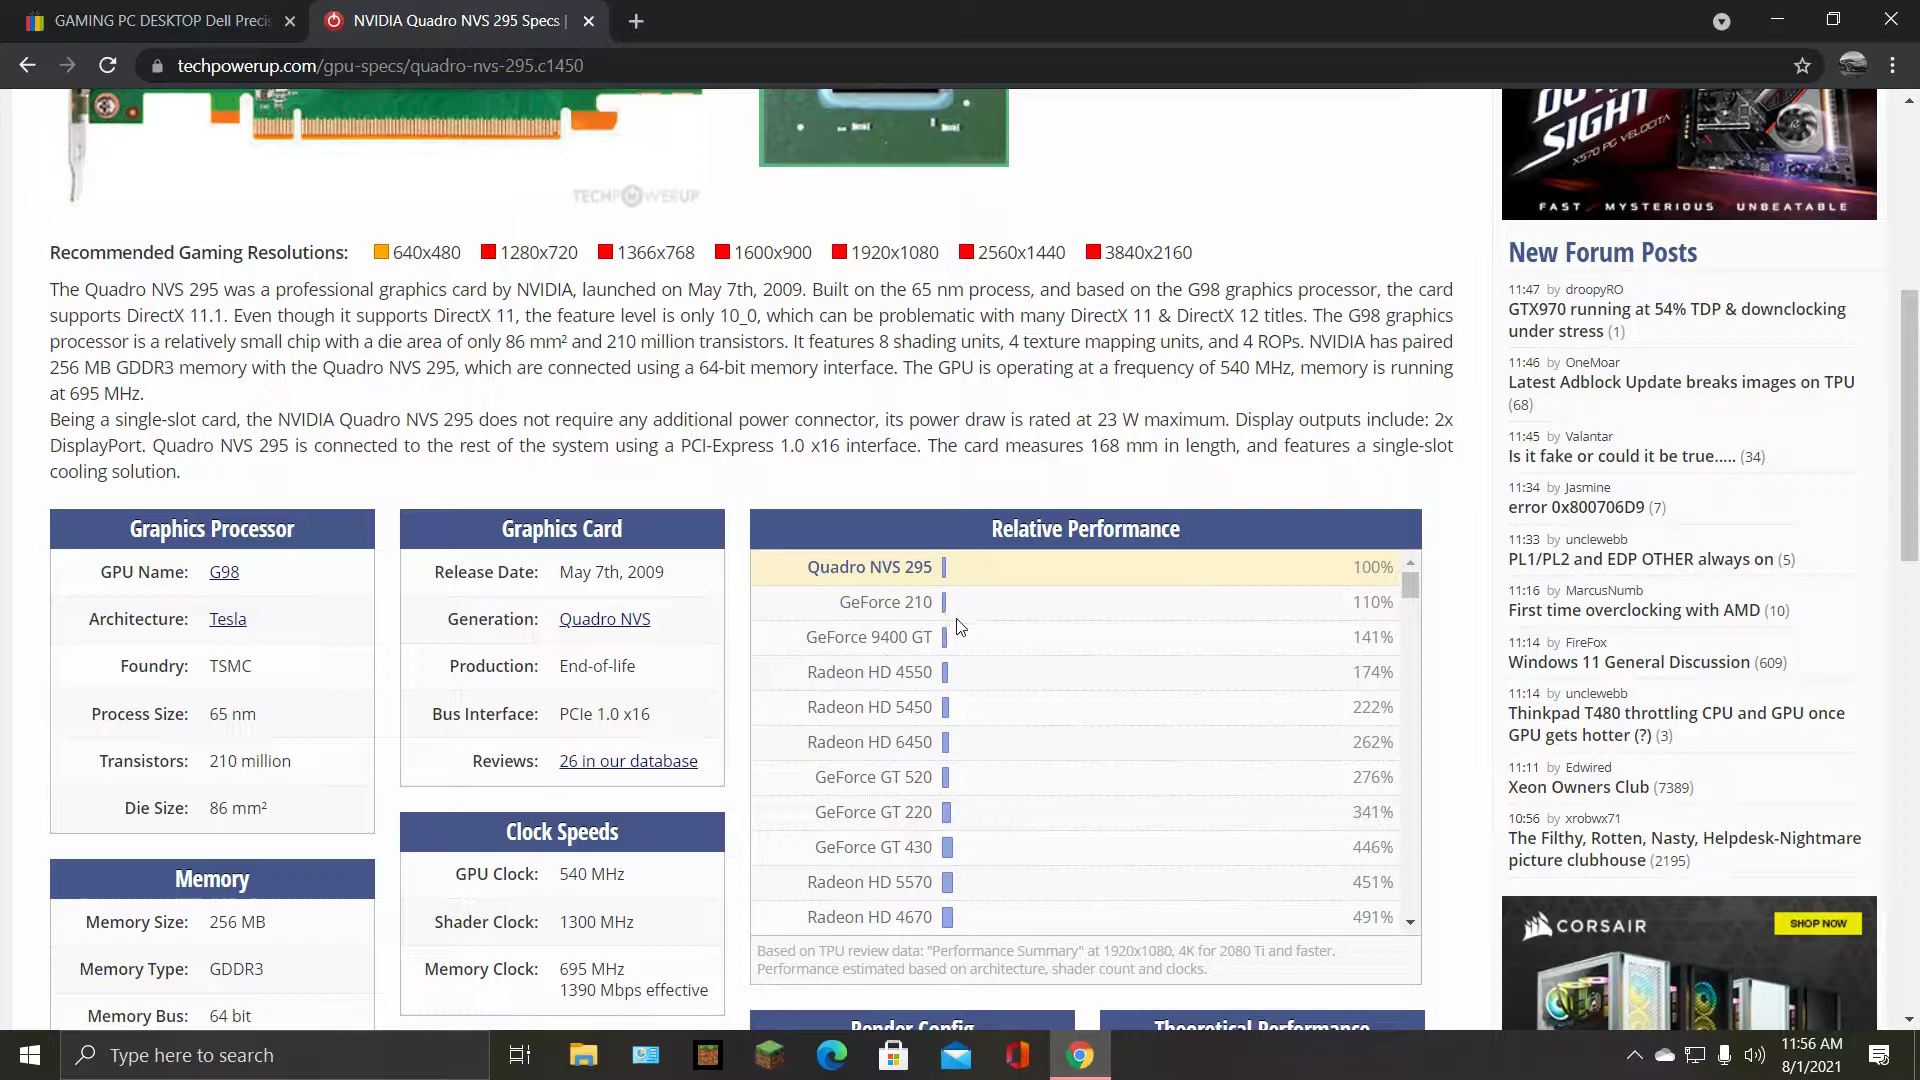 GAMING PC DESKTOP Dell Precis
NVIDIA Quadro NVS 295 Specs |
techpowerup.com/gpu-specs/quadro-nvs-295.c1450
TECHPOWERUP
SIGHT
X570 PG VELOCITA
FAST . MYSTERIOUS . UNBEATABLE
Recommended Gaming Resolutions: 640x480 1280x720 1366x768 1600x900 1920x1080 2560x1440 3840x2160
The Quadro NVS 295 was a professional graphics card by NVIDIA, launched on May 7th, 2009. Built on the 65 nm process, and based on the G98 graphics processor, the card
supports DirectX 11.1. Even though it supports DirectX 11, the feature level is only 10_0, which can be problematic with many DirectX 11 & DirectX 12 titles. The G98 graphics
processor is a relatively small chip with a die area of only 86 mm² and 210 million transistors. It features 8 shading units, 4 texture mapping units, and 4 ROPs. NVIDIA has paired
256 MB GDDR3 memory with the Quadro NVS 295, which are connected using a 64-bit memory interface. The GPU is operating at a frequency of 540 MHz, memory is running
at 695 MHz.
Being a single-slot card, the NVIDIA Quadro NVS 295 does not require any additional power connector, its power draw is rated at 23 W maximum. Display outputs include: 2x
DisplayPort. Quadro NVS 295 is connected to the rest of the system using a PCI-Express 1.0 x16 interface. The card measures 168 mm in length, and features a single-slot
cooling solution.
Graphics Processor
GPU Name: G98
Architecture: Tesla
Foundry: TSMC
Process Size: 65 nm
Transistors: 210 million
Die Size: 86 mm²
Memory
Memory Size: 256 MB
Memory Type: GDDR3
Memory Bus: 64 bit
Graphics Card
Release Date: May 7th, 2009
Generation: Quadro NVS
Production: End-of-life
Bus Interface: PCIe 1.0 x16
Reviews: 26 in our database
Clock Speeds
GPU Clock: 540 MHz
Shader Clock: 1300 MHz
Memory Clock: 695 MHz
1390 Mbps effective
Relative Performance
Quadro NVS 295 100%
GeForce 210 110%
GeForce 9400 GT 141%
Radeon HD 4550 174%
Radeon HD 5450 222%
Radeon HD 6450 262%
GeForce GT 520 276%
GeForce GT 220 341%
GeForce GT 430 446%
Radeon HD 5570 451%
Radeon HD 4670 491%
Based on TPU review data: "Performance Summary" at 1920x1080, 4K for 2080 Ti and faster.
Performance estimated based on architecture, shader count and clocks.
Render Config
Theoretical Performance
New Forum Posts
11:47 by droopyRO
GTX970 running at 54% TDP & downclocking
under stress (1)
11:46 by OneMoar
Latest Adblock Update breaks images on TPU
(68)
11:45 by Valantar
Is it fake or could it be true..... (34)
11:34 by Jasmine
error 0x800706D9 (7)
11:33 by unclewebb
PL1/PL2 and EDP OTHER always on (5)
11:16 by MarcusNumb
First time overclocking with AMD (10)
11:14 by FireFox
Windows 11 General Discussion (609)
11:14 by unclewebb
Thinkpad T480 throttling CPU and GPU once
GPU gets hotter (?) (3)
11:11 by Edwired
Xeon Owners Club (7389)
10:56 by xrobwx71
The Filthy, Rotten, Nasty, Helpdesk-Nightmare
picture clubhouse (2195)
CORSAIR
SHOP NOW
Type here to search
11:56 AM
8/1/2021